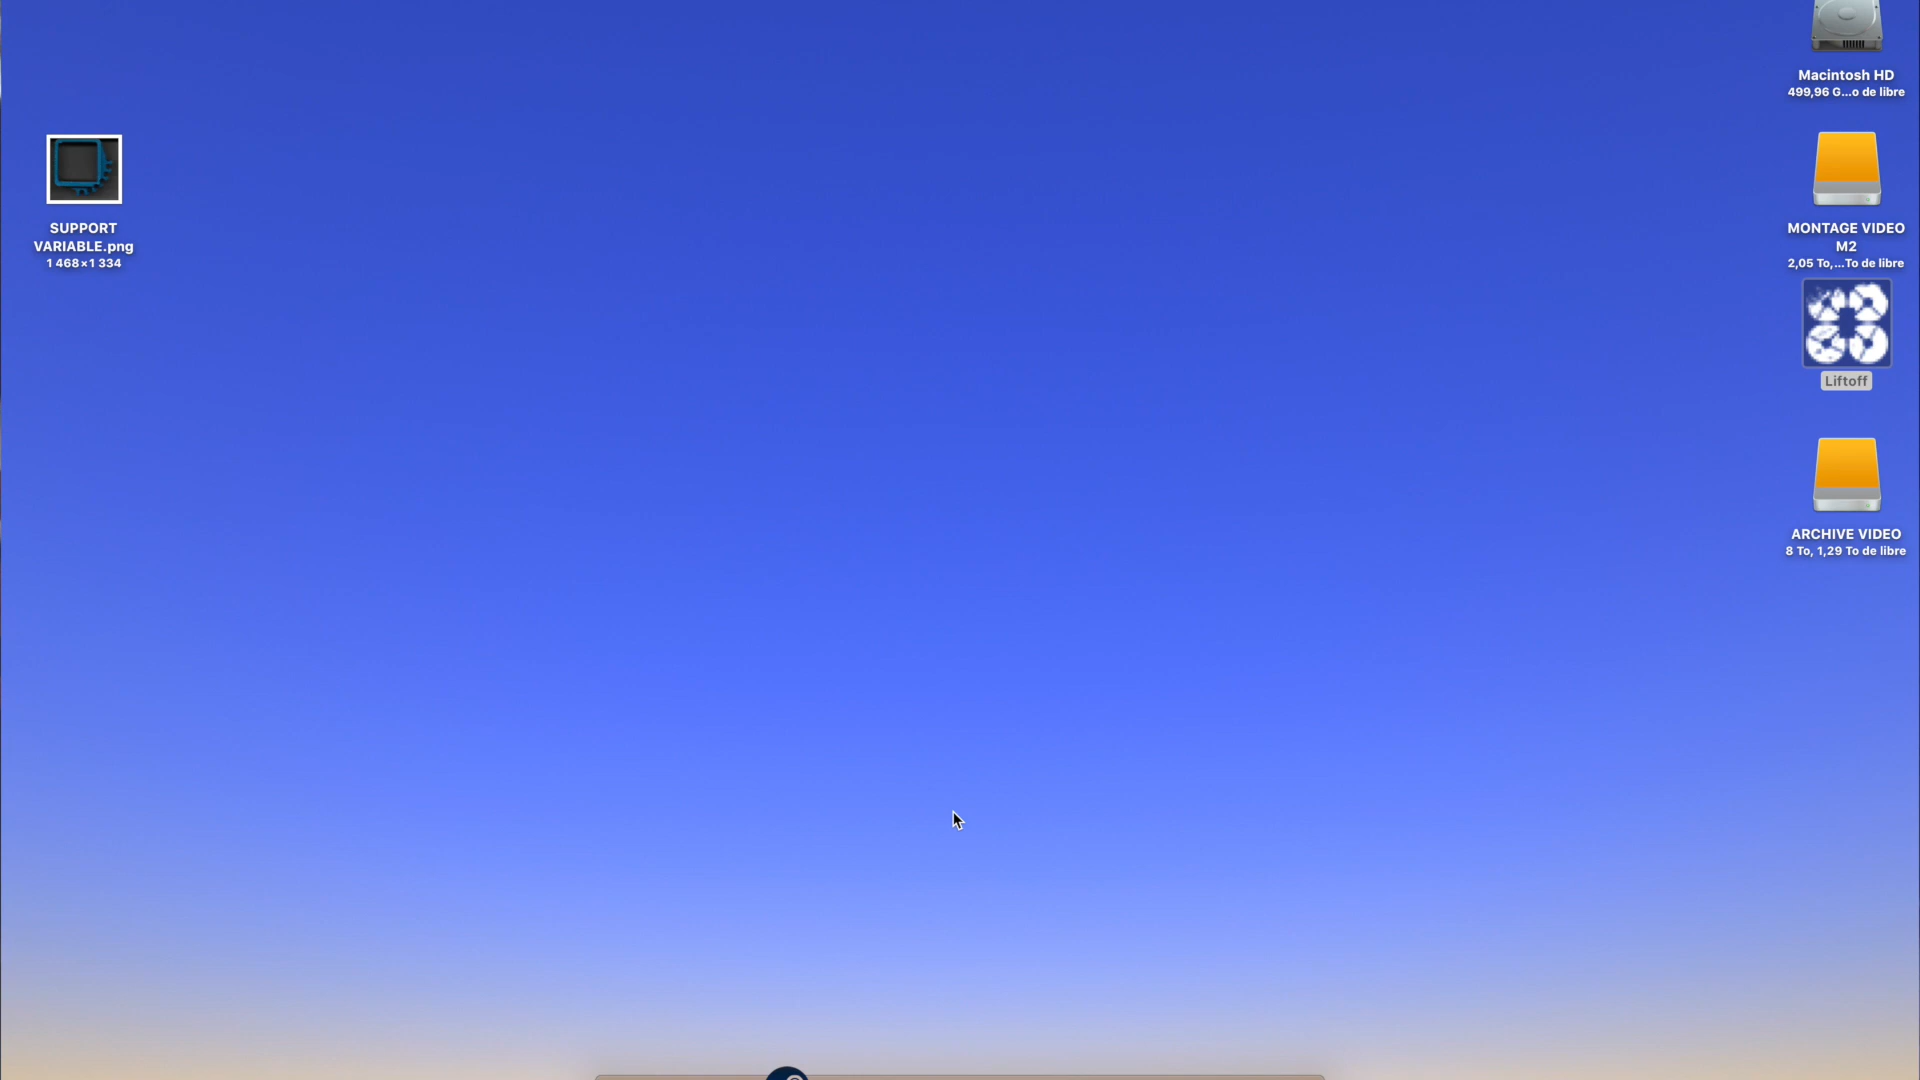 Macintosh HD
499,96 G...o de libre
SUPPORT
VARIABLE.png
1 468×1 334
MONTAGE VIDEO
M2
2,05 To,...To de libre
Liftoff
ARCHIVE VIDEO
8 To, 1,29 To de libre